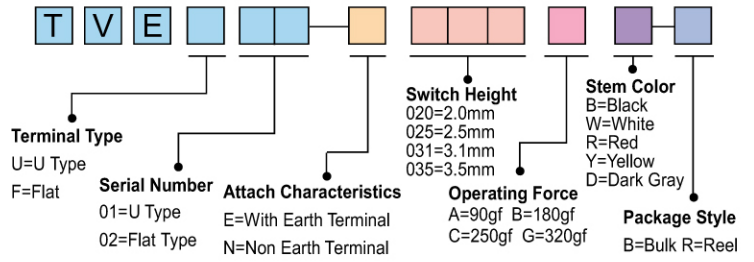 T V E
Terminal Type
U=U Type
F=Flat
Serial Number
01=U Type
02=Flat Type
Attach Characteristics
E=With Earth Terminal
N=Non Earth Terminal
Switch Height
020=2.0mm
025=2.5mm
031=3.1mm
035=3.5mm
Operating Force
A=90gf B=180gf
C=250gf G=320gf
Stem Color
B=Black
W=White
R=Red
Y=Yellow
D=Dark Gray
Package Style
B=Bulk R=Reel